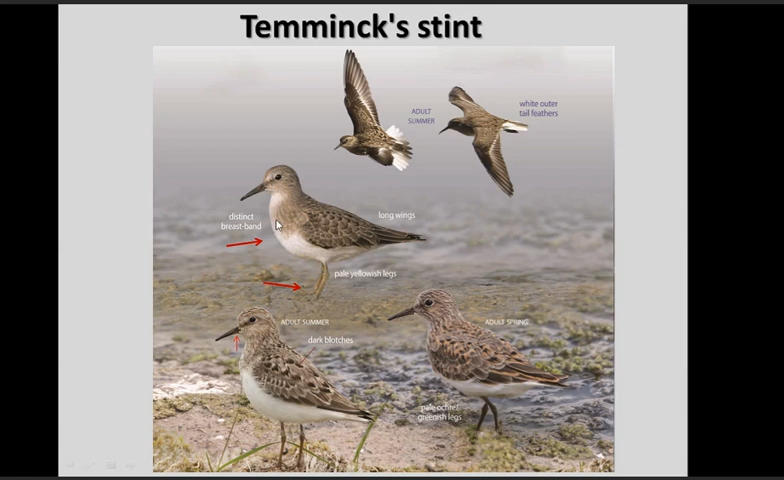 Temminck's stint
ADULT
SUMMER
white outer
tail feathers
distinct
breast-band
long wings
pale yellowish legs
ADULT SUMMER
dark blotches
ADULT SPRING
pale ochre/
greenish legs